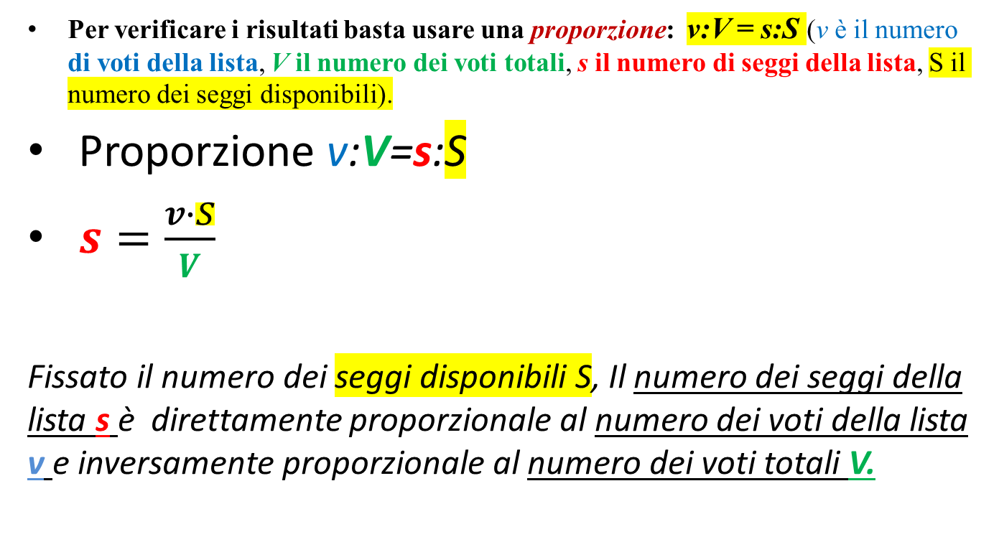 • Per verificare i risultati basta usare una proporzione: v:V = s:S (v è il numero
di voti della lista, V il numero dei voti totali, s il numero di seggi della lista, S il
numero dei seggi disponibili).
• Proporzione v:V=s:S
• s = v·S / V
Fissato il numero dei seggi disponibili S, Il numero dei seggi della
lista s è direttamente proporzionale al numero dei voti della lista
v e inversamente proporzionale al numero dei voti totali V.